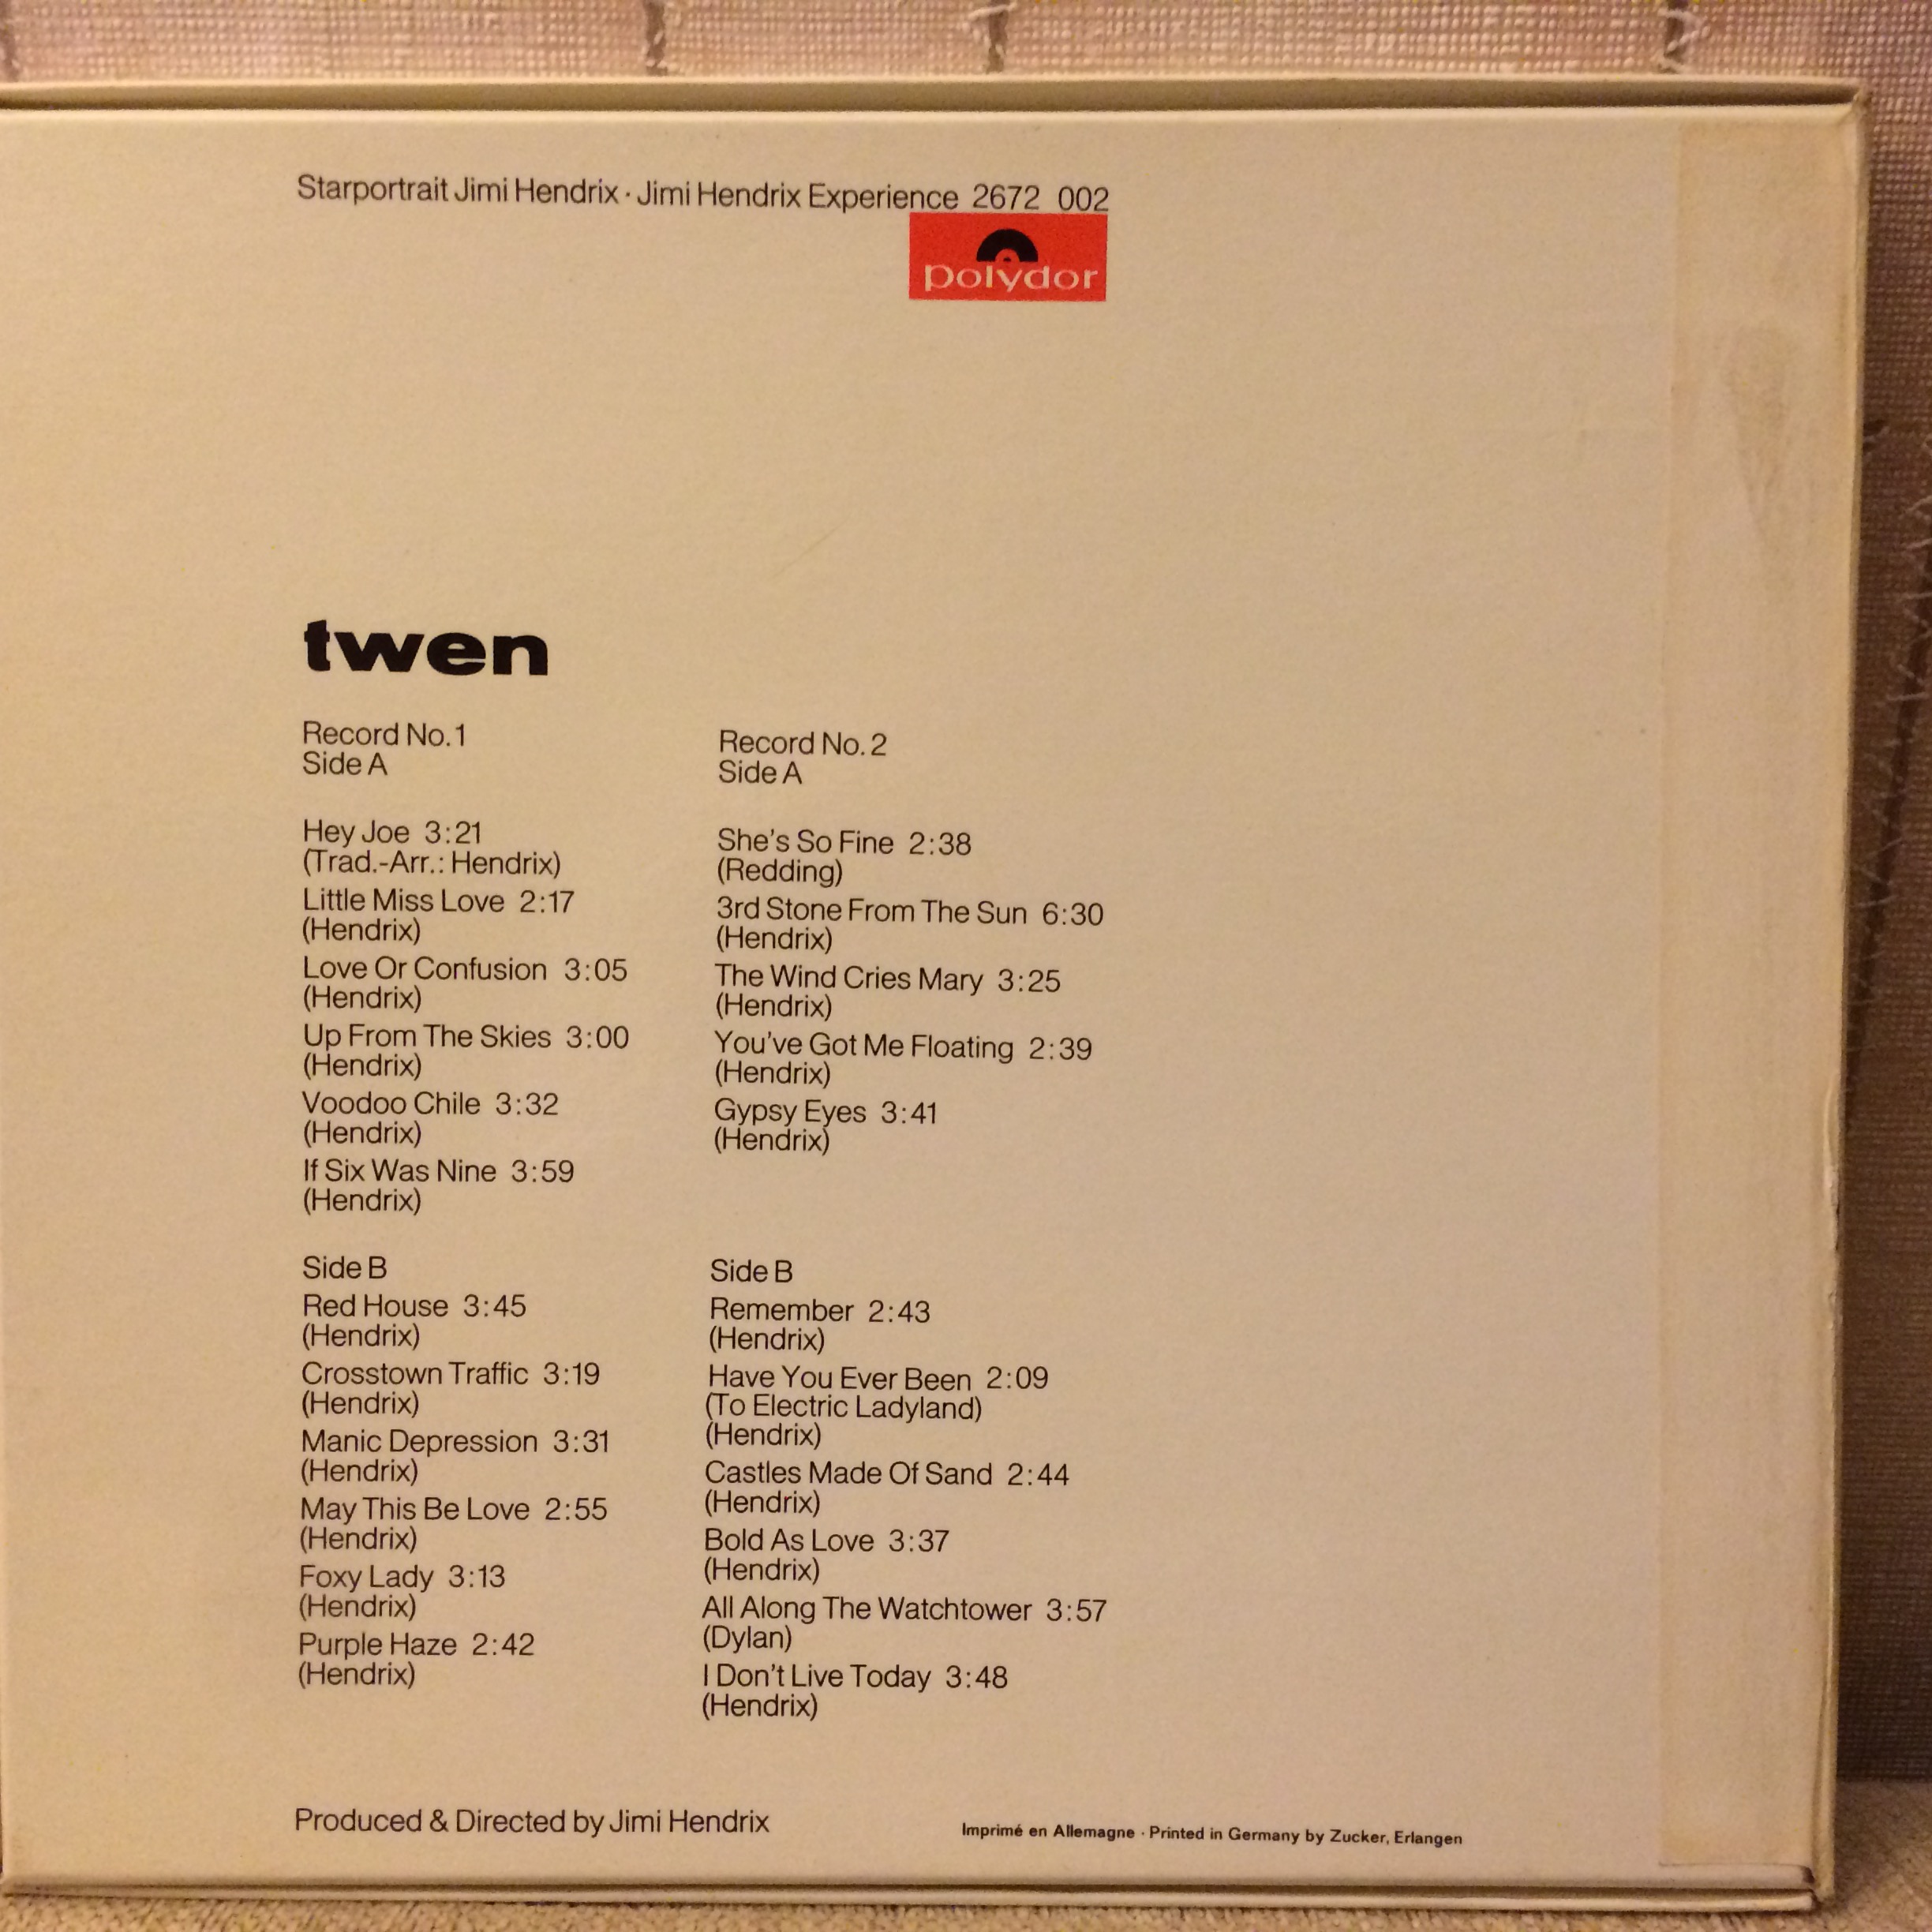 Starportrait Jimi Hendrix · Jimi Hendrix Experience 2672 002
polydor
twen
Record No.1
Side A
Hey Joe 3:21
(Trad.-Arr.: Hendrix)
Little Miss Love 2:17
(Hendrix)
Love Or Confusion 3:05
(Hendrix)
Up From The Skies 3:00
(Hendrix)
Voodoo Chile 3:32
(Hendrix)
If Six Was Nine 3:59
(Hendrix)
Side B
Red House 3:45
(Hendrix)
Crosstown Traffic 3:19
(Hendrix)
Manic Depression 3:31
(Hendrix)
May This Be Love 2:55
(Hendrix)
Foxy Lady 3:13
(Hendrix)
Purple Haze 2:42
(Hendrix)
Record No.2
Side A
She's So Fine 2:38
(Redding)
3rd Stone From The Sun 6:30
(Hendrix)
The Wind Cries Mary 3:25
(Hendrix)
You've Got Me Floating 2:39
(Hendrix)
Gypsy Eyes 3:41
(Hendrix)
Side B
Remember 2:43
(Hendrix)
Have You Ever Been 2:09
(To Electric Ladyland)
(Hendrix)
Castles Made Of Sand 2:44
(Hendrix)
Bold As Love 3:37
(Hendrix)
All Along The Watchtower 3:57
(Dylan)
I Don't Live Today 3:48
(Hendrix)
Produced & Directed by Jimi Hendrix
Imprimé en Allemagne · Printed in Germany by Zucker, Erlangen